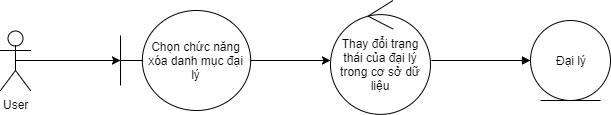 User
Chọn chức năng
xóa danh mục đại
lý
Thay đổi trạng
thái của đại lý
trong cơ sở dữ
liệu
Đại lý